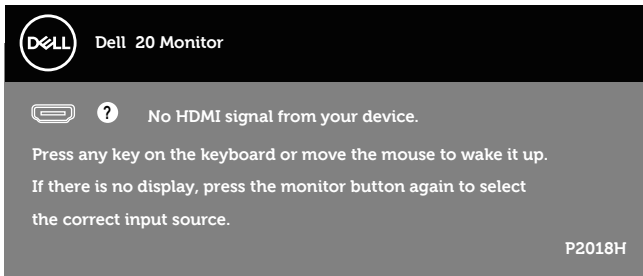 DELL Dell 20 Monitor
? No HDMI signal from your device.
Press any key on the keyboard or move the mouse to wake it up.
If there is no display, press the monitor button again to select
the correct input source.
P2018H